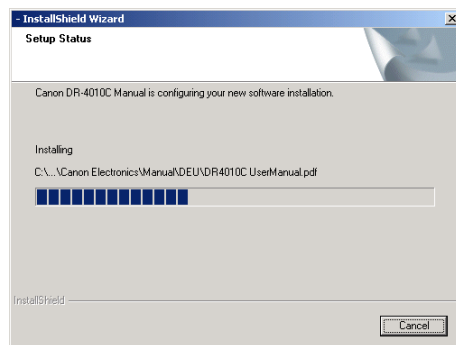 - InstallShield Wizard
Setup Status
Canon DR-4010C Manual is configuring your new software installation.
Installing
C:\...\Canon Electronics\Manual\DEU\DR4010C UserManual.pdf
InstallShield
Cancel